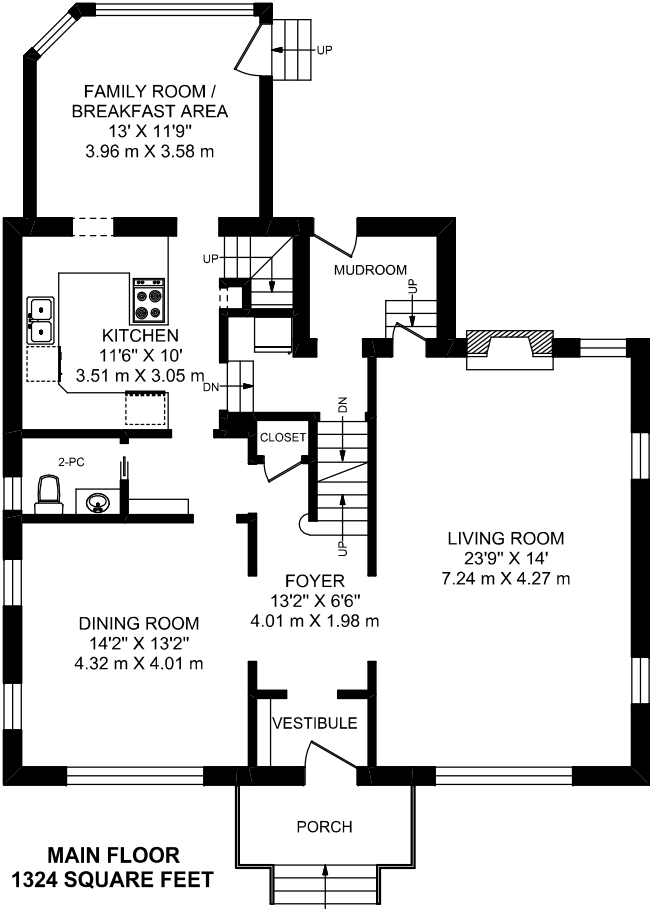 UP
FAMILY ROOM /
BREAKFAST AREA
13' X 11'9"
3.96 m X 3.58 m
UP
MUDROOM
UP
KITCHEN
11'6" X 10'
3.51 m X 3.05 m
DN
DN
CLOSET
2-PC
UP
LIVING ROOM
23'9" X 14'
7.24 m X 4.27 m
FOYER
13'2" X 6'6"
4.01 m X 1.98 m
DINING ROOM
14'2" X 13'2"
4.32 m X 4.01 m
VESTIBULE
PORCH
MAIN FLOOR
1324 SQUARE FEET
UP